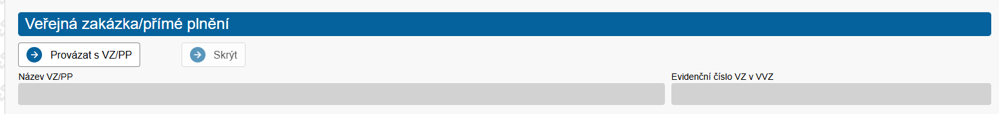 Veřejná zakázka/přímé plnění
Provázat s VZ/PP Skrýt
Název VZ/PP Evidenční číslo VZ v VVZ